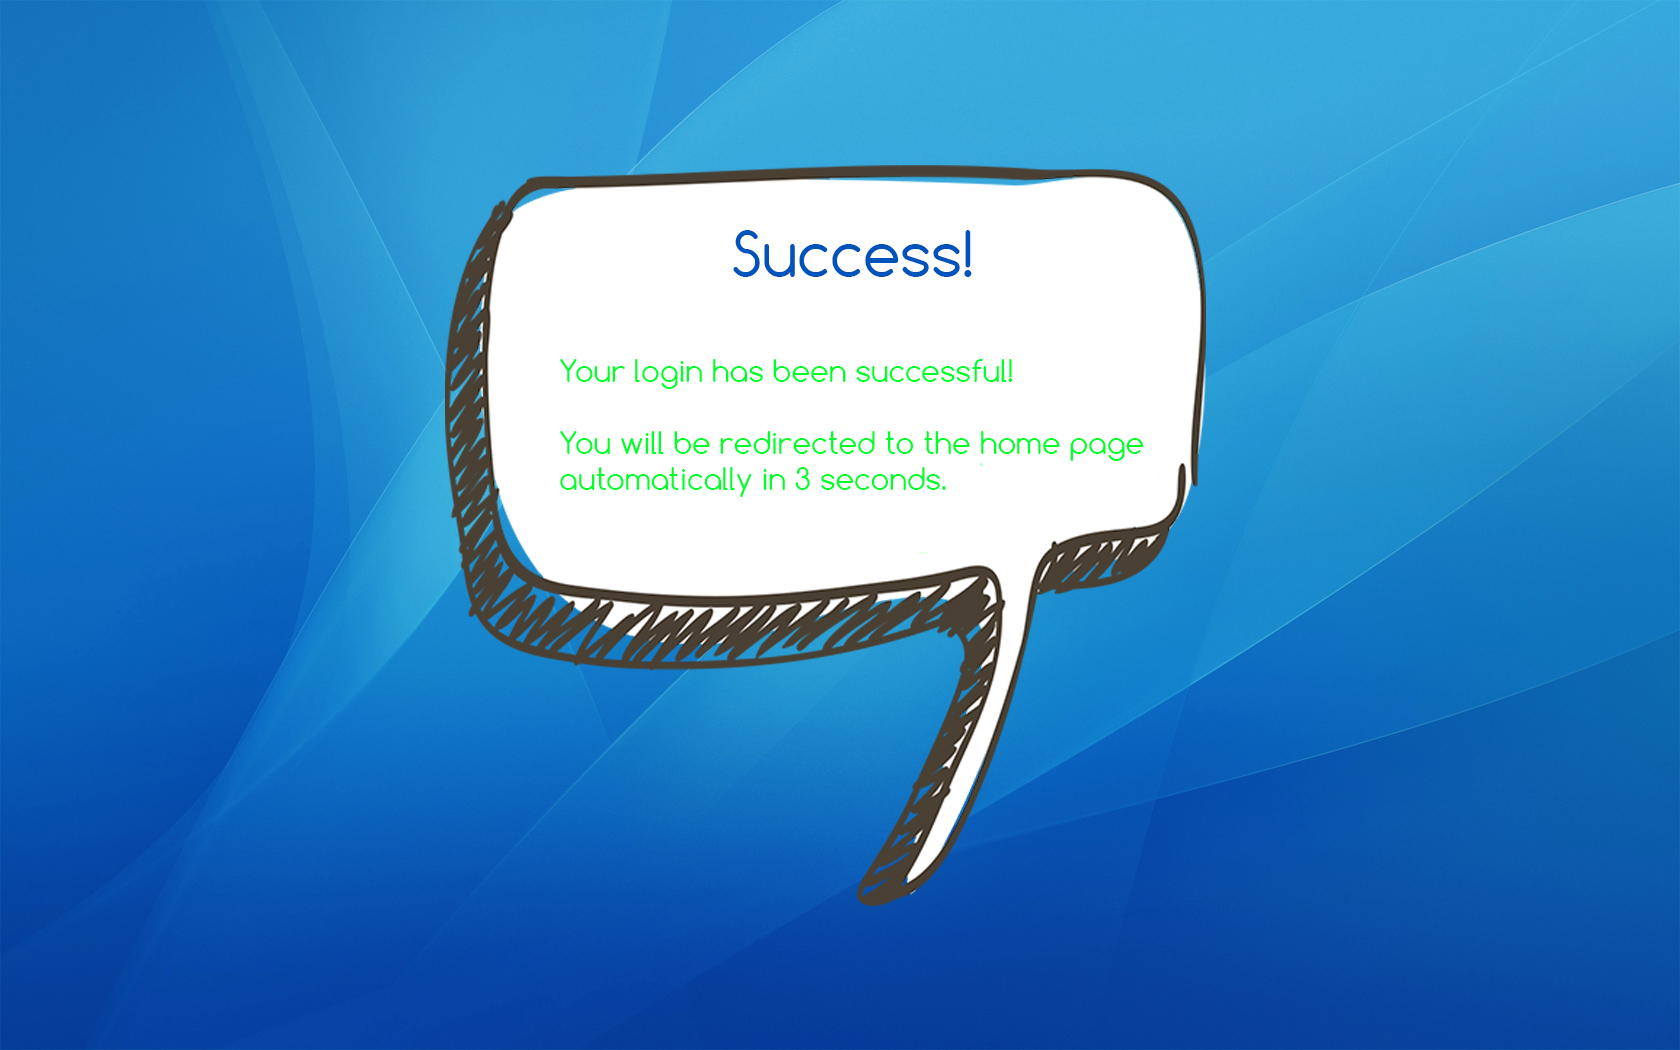 Success!
Your login has been successful!
You will be redirected to the home page
automatically in 3 seconds.